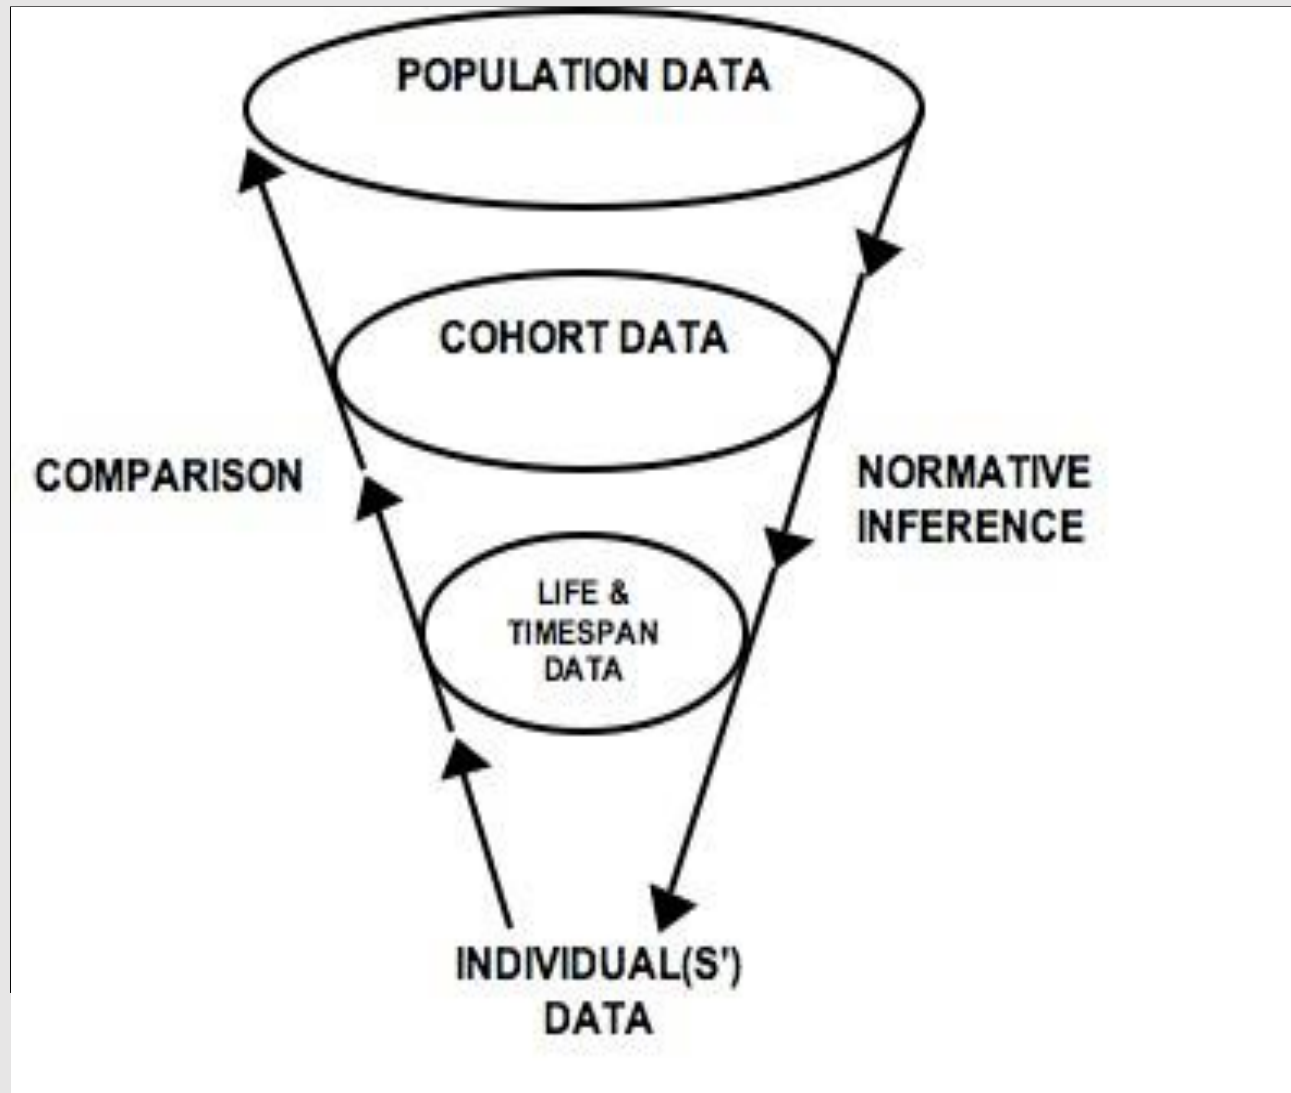 POPULATION DATA
COHORT DATA
COMPARISON
NORMATIVE
INFERENCE
LIFE &
TIMESPAN
DATA
INDIVIDUAL(S')
DATA